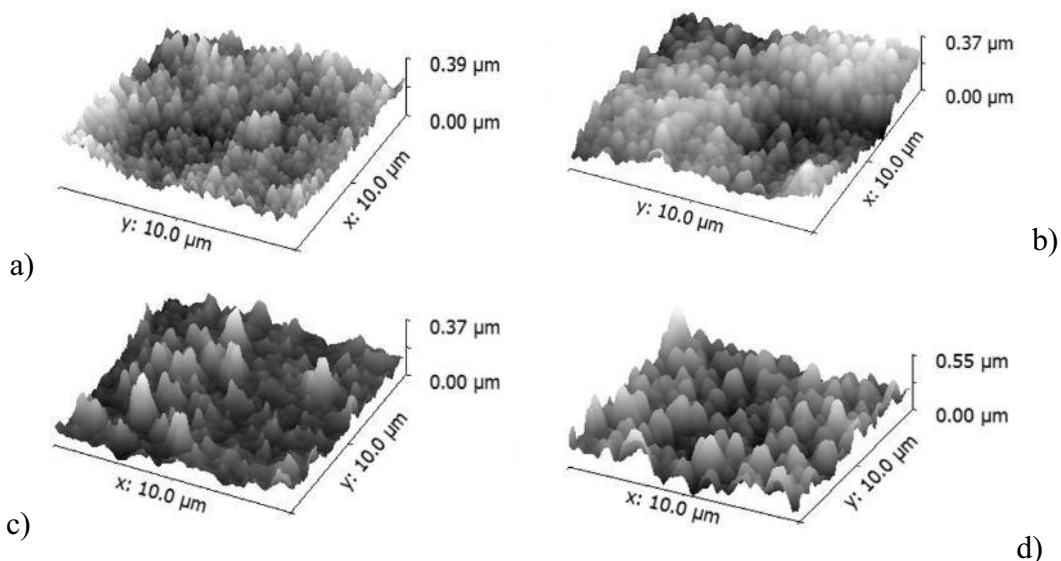 0.39 µm
0.00 µm
x: 10.0 µm
y: 10.0 µm
a)
0.37 µm
0.00 µm
x: 10.0 µm
y: 10.0 µm
b)
0.37 µm
0.00 µm
y: 10.0 µm
x: 10.0 µm
c)
0.55 µm
0.00 µm
y: 10.0 µm
x: 10.0 µm
d)